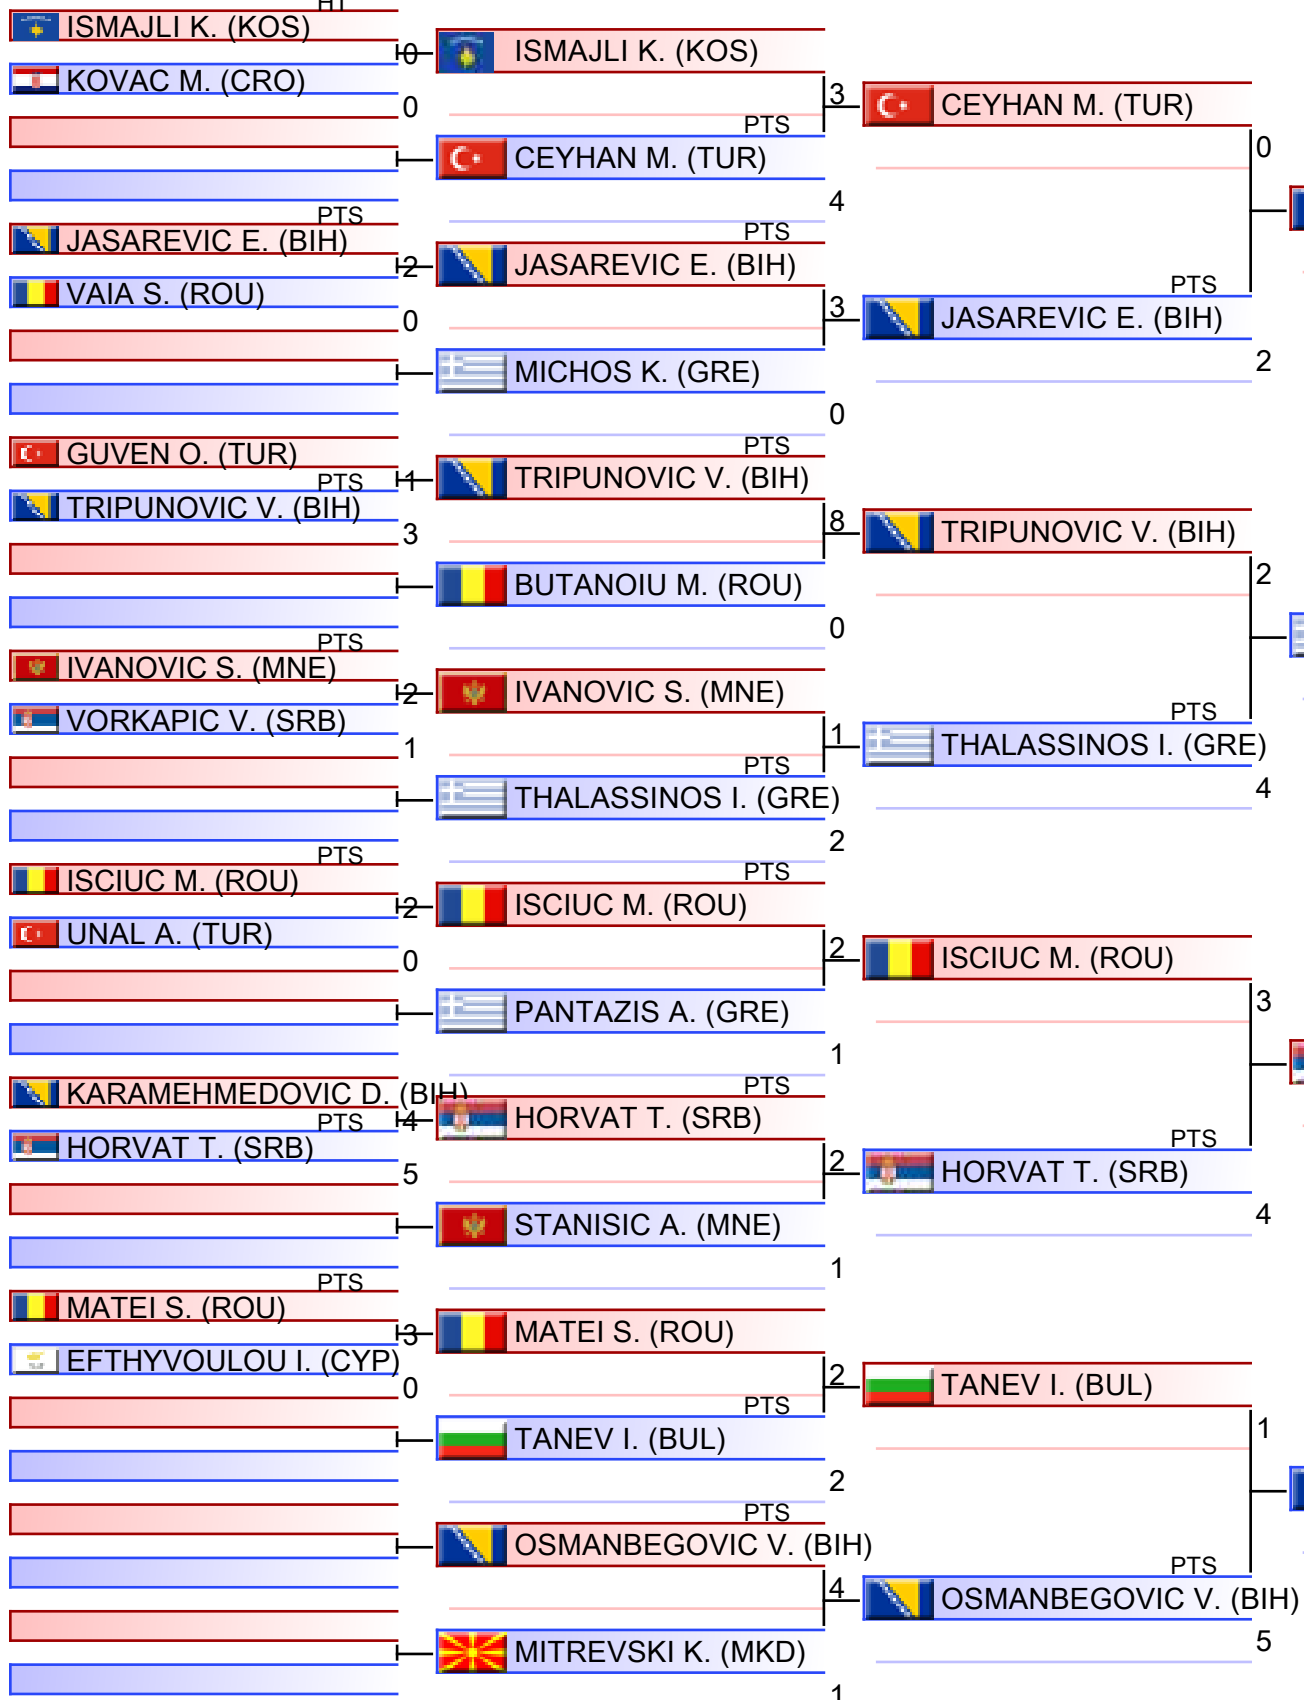 HT
ISMAJLI K. (KOS)
0
KOVAC M. (CRO)
0
PTS
JASAREVIC E. (BIH)
2
VAIA S. (ROU)
0
GUVEN O. (TUR)
1
PTS
TRIPUNOVIC V. (BIH)
3
PTS
IVANOVIC S. (MNE)
2
VORKAPIC V. (SRB)
1
PTS
ISCIUC M. (ROU)
2
UNAL A. (TUR)
0
KARAMEHMEDOVIC D. (BIH)
4
PTS
HORVAT T. (SRB)
5
PTS
MATEI S. (ROU)
3
EFTHYVOULOU I. (CYP)
0
ISMAJLI K. (KOS)
3
PTS
CEYHAN M. (TUR)
4
PTS
JASAREVIC E. (BIH)
3
MICHOS K. (GRE)
0
PTS
TRIPUNOVIC V. (BIH)
8
BUTANOIU M. (ROU)
0
IVANOVIC S. (MNE)
1
PTS
THALASSINOS I. (GRE)
2
PTS
ISCIUC M. (ROU)
2
PANTAZIS A. (GRE)
1
PTS
HORVAT T. (SRB)
2
STANISIC A. (MNE)
1
MATEI S. (ROU)
2
PTS
TANEV I. (BUL)
2
PTS
OSMANBEGOVIC V. (BIH)
4
MITREVSKI K. (MKD)
1
CEYHAN M. (TUR)
0
PTS
JASAREVIC E. (BIH)
2
TRIPUNOVIC V. (BIH)
2
PTS
THALASSINOS I. (GRE)
4
ISCIUC M. (ROU)
3
PTS
HORVAT T. (SRB)
4
TANEV I. (BUL)
1
PTS
OSMANBEGOVIC V. (BIH)
5